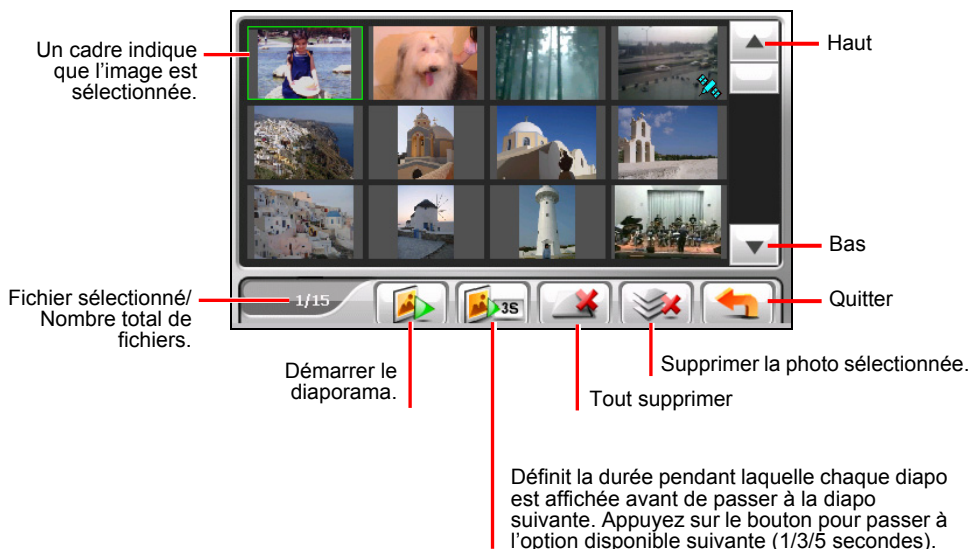 Un cadre indique
que l’image est
sélectionnée.
Haut
Bas
Fichier sélectionné/
Nombre total de
fichiers.
1/15
3S
Quitter
Démarrer le
diaporama.
Supprimer la photo sélectionnée.
Tout supprimer
Définit la durée pendant laquelle chaque diapo
est affichée avant de passer à la diapo
suivante. Appuyez sur le bouton pour passer à
l’option disponible suivante (1/3/5 secondes).